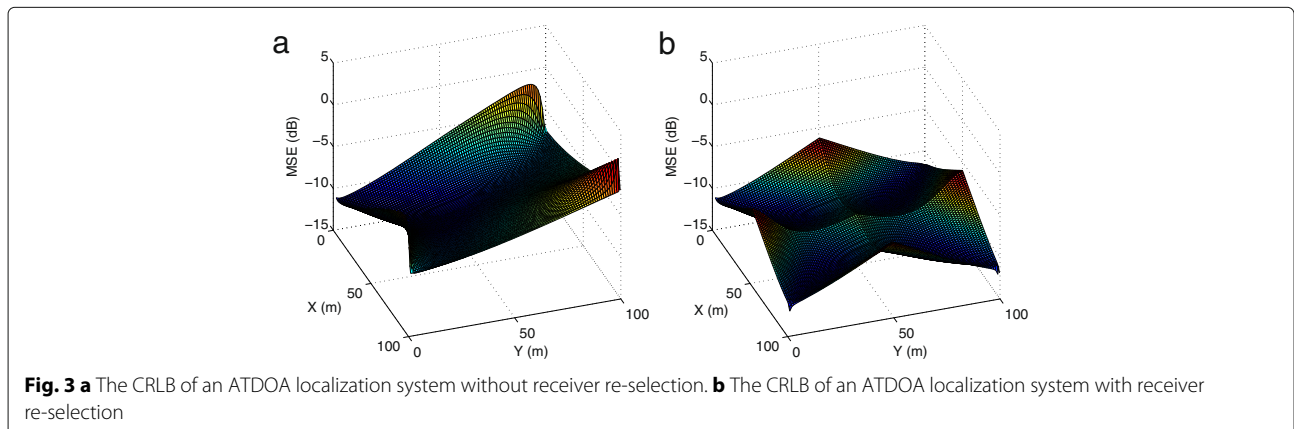 a
b
5
0
−5
−10
−15
MSE (dB)
0
50
100
X (m)
0
50
100
Y (m)
5
0
−5
−10
−15
MSE (dB)
0
50
100
X (m)
0
50
100
Y (m)
Fig. 3 a The CRLB of an ATDOA localization system without receiver re-selection. b The CRLB of an ATDOA localization system with receiver
re-selection